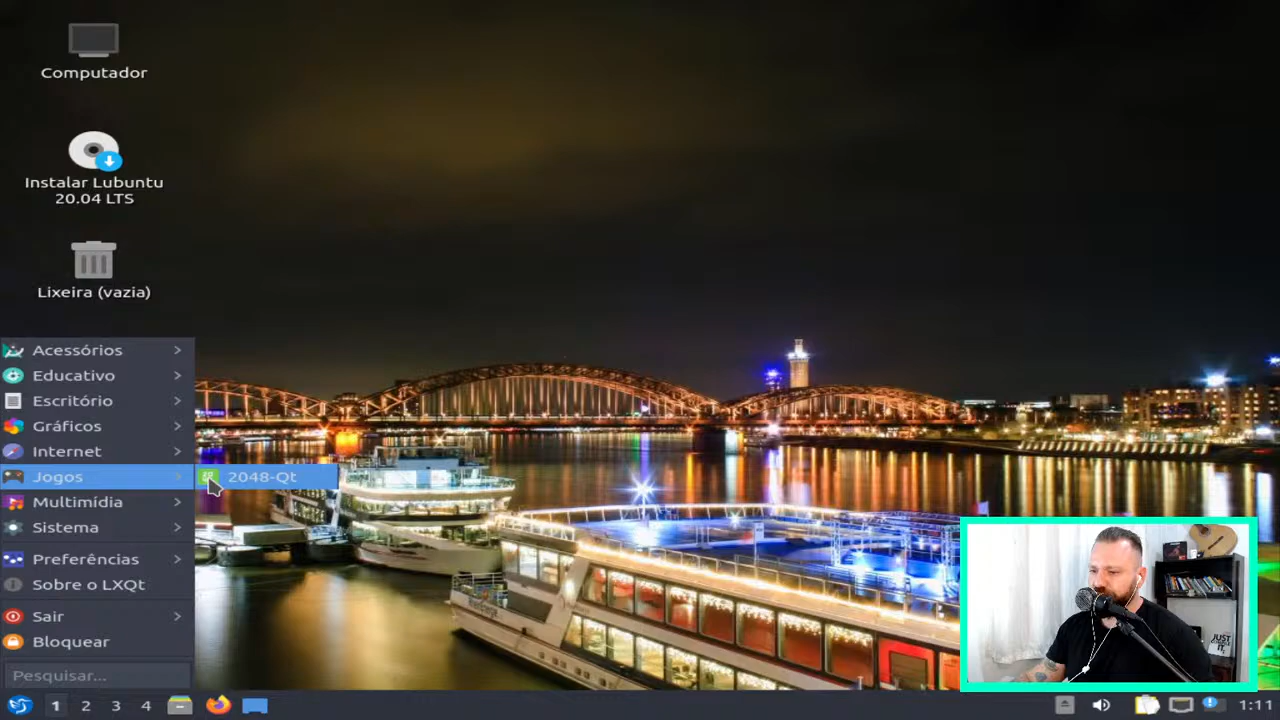 Computador
Instalar Lubuntu
20.04 LTS
Lixeira (vazia)
Acessórios
Educativo
Escritório
Gráficos
Internet
Jogos
2048-Qt
Multimídia
Sistema
Preferências
Sobre o LXQt
Sair
Bloquear
Pesquisar...
1 2 3 4
1:11